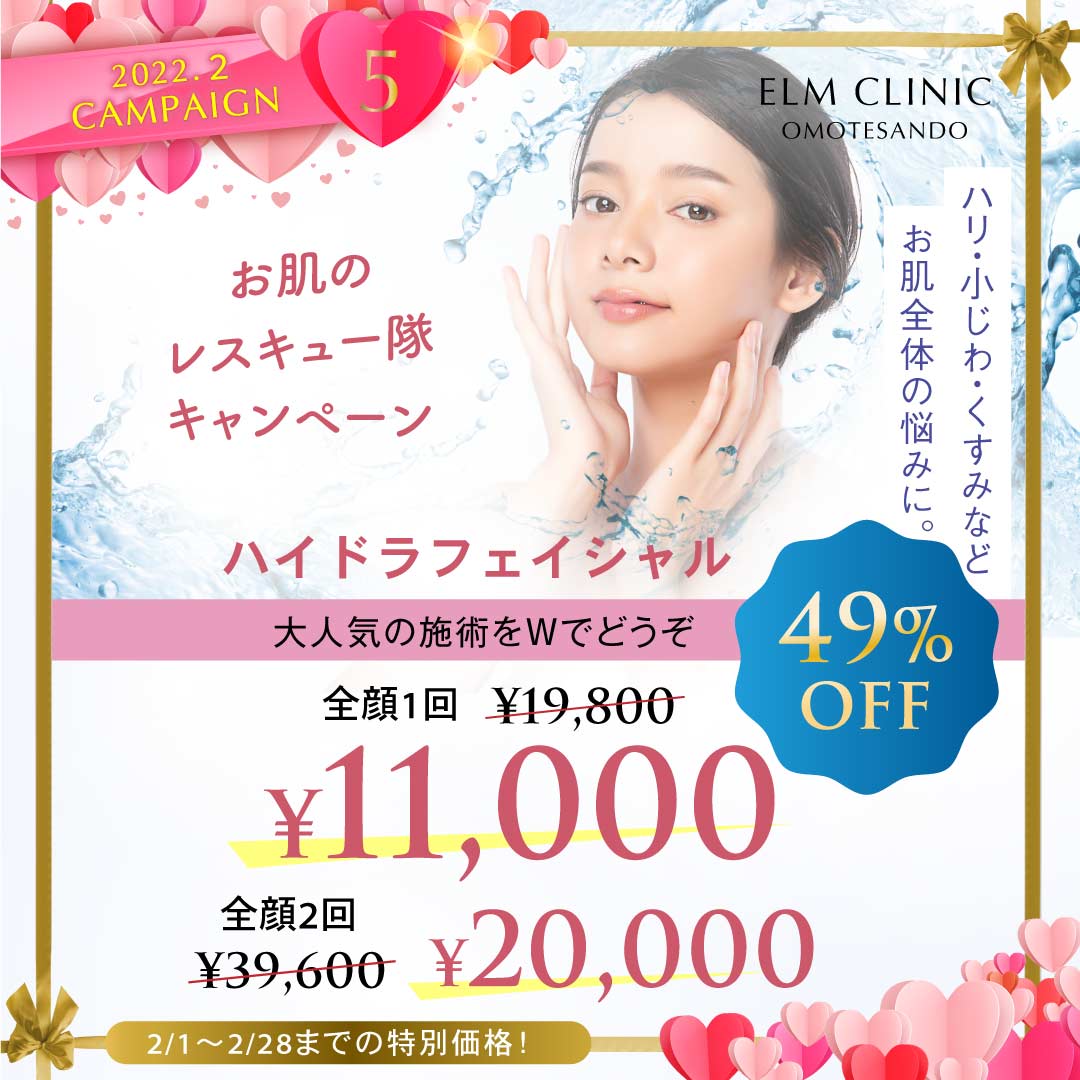 2022.2
CAMPAIGN
5
ELM CLINIC
OMOTESANDO
ハリ・小じわ・くすみなど
お肌全体の悩みに。
お肌の
レスキュー隊
キャンペーン
ハイドラフェイシャル
大人気の施術をWでどうぞ
49%
OFF
全顔1回 ¥19,800
¥11,000
全顔2回
¥39,600
¥20,000
2/1～2/28までの特別価格！